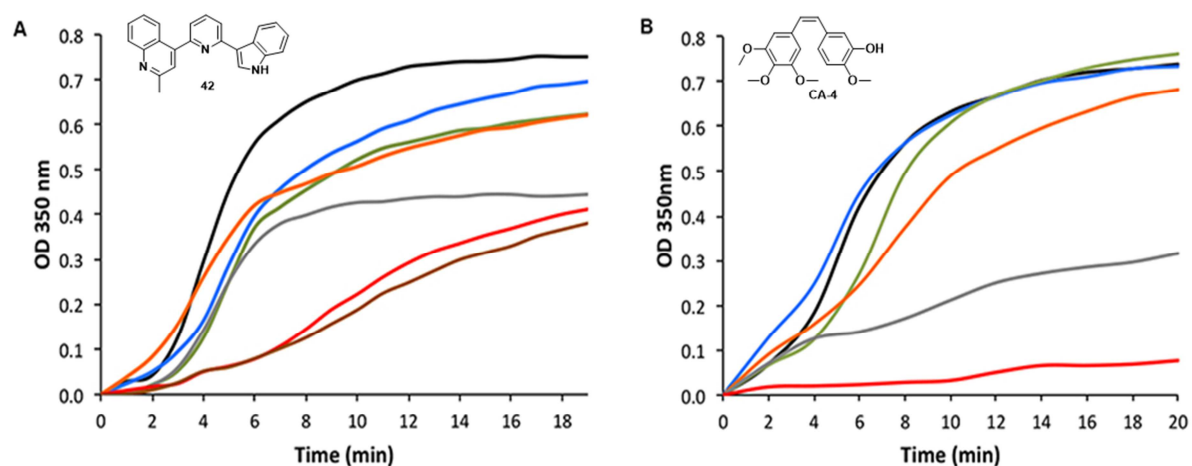 A
42
N
N
NH
OD 350 nm
0.8
0.7
0.6
0.5
0.4
0.3
0.2
0.1
0.0
0 2 4 6 8 10 12 14 16 18
Time (min)
B
CA-4
O
O
O
OH
O
OD 350nm
0.8
0.7
0.6
0.5
0.4
0.3
0.2
0.1
0.0
0 2 4 6 8 10 12 14 16 18 20
Time (min)